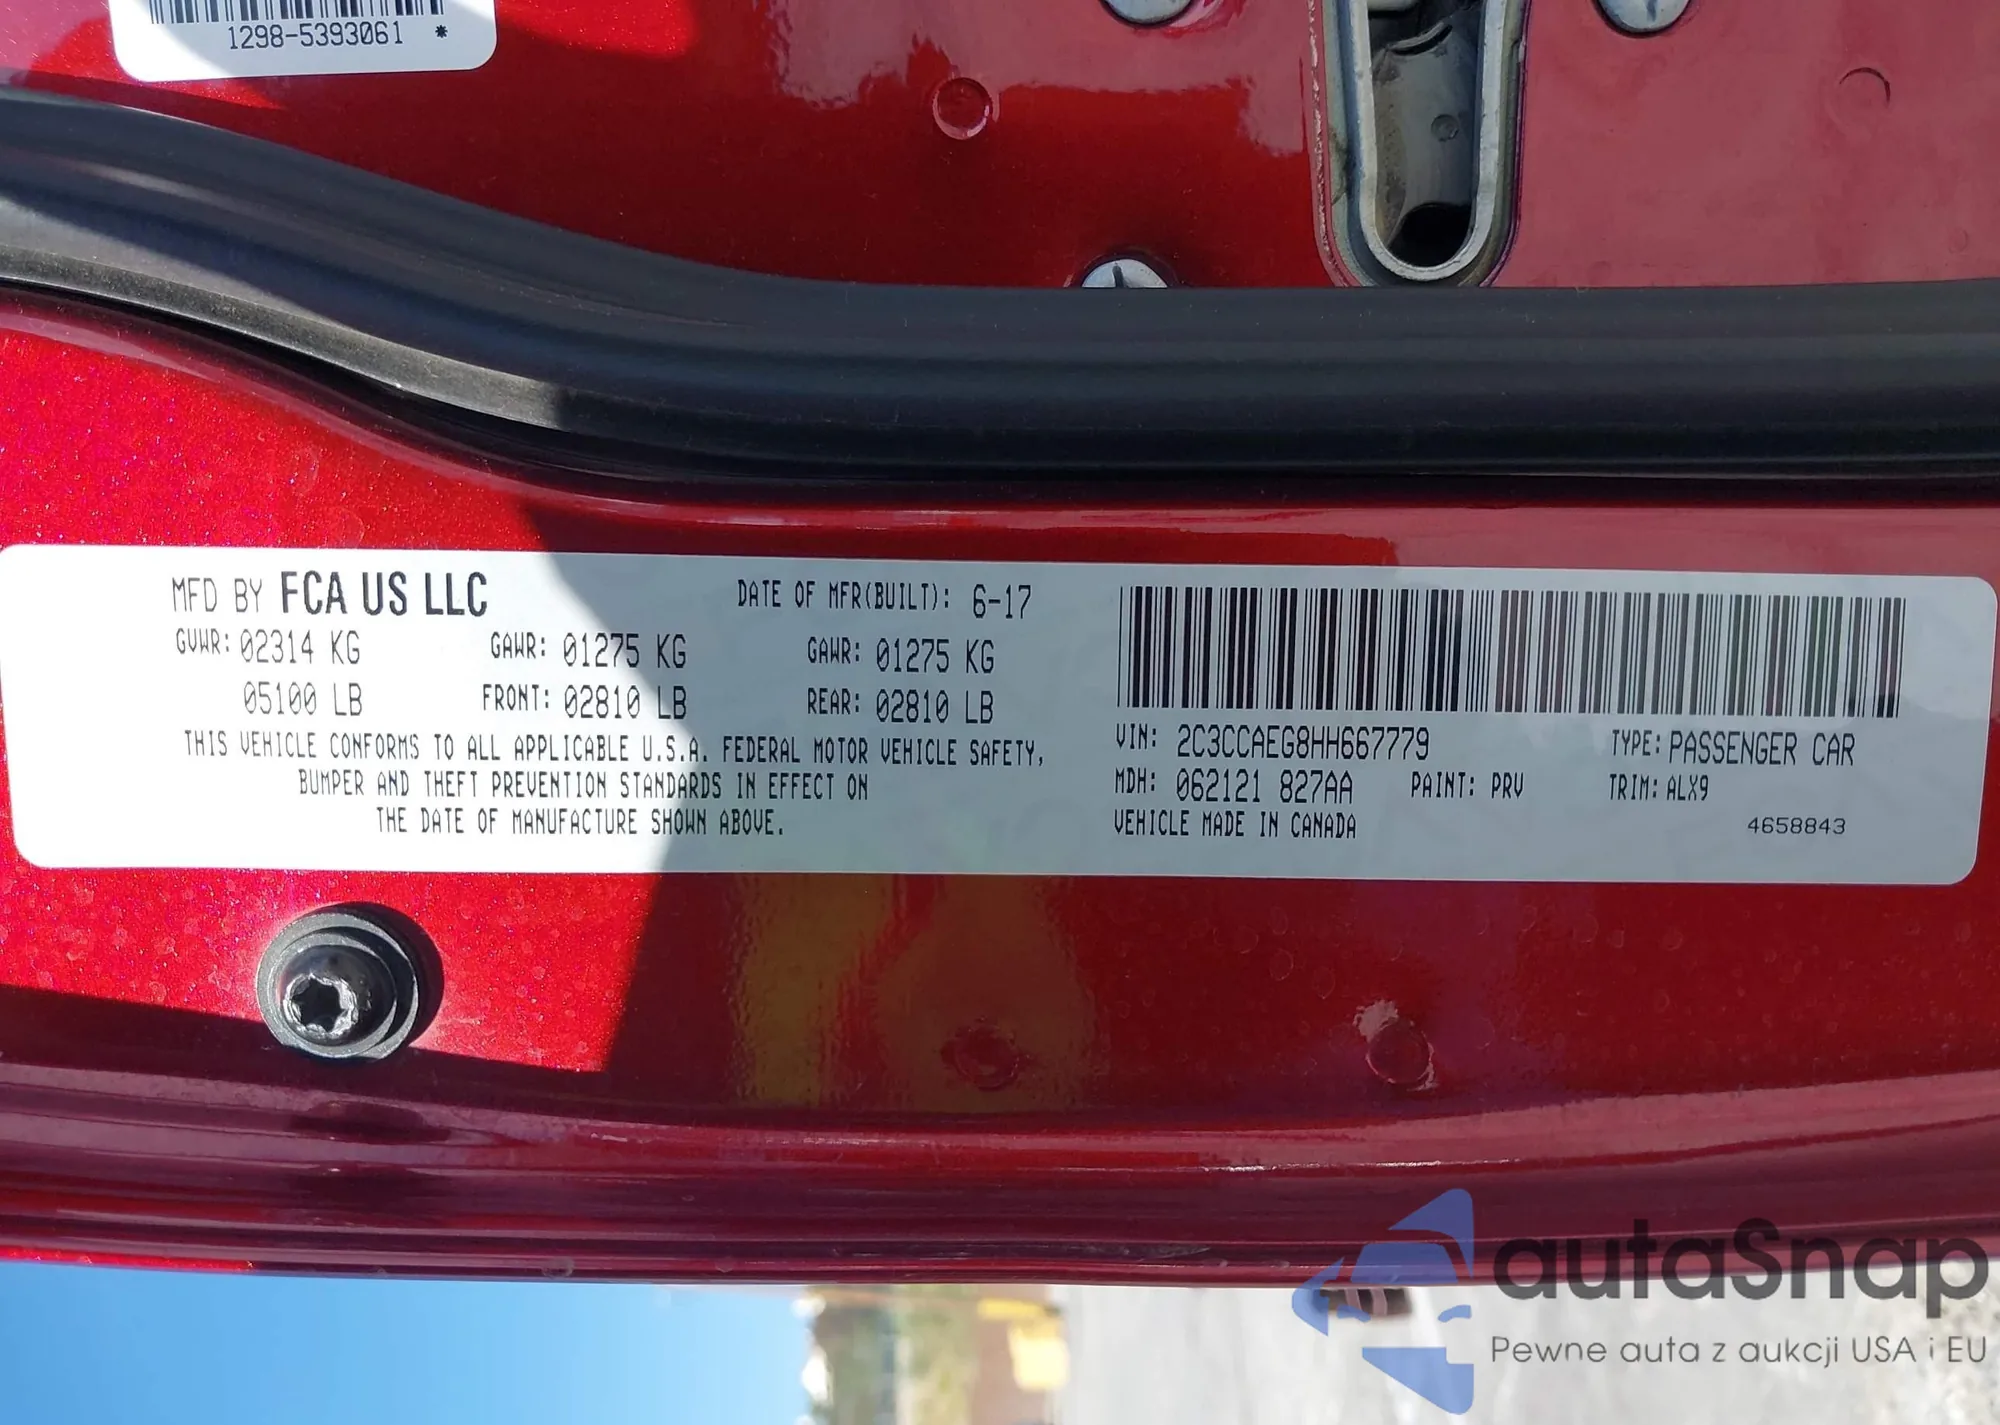 1298-5393061 *
MFD BY FCA US LLC DATE OF MFR(BUILT): 6-17
GVWR: 02314 KG GAWR: 01275 KG GAWR: 01275 KG
05100 LB FRONT: 02810 LB REAR: 02810 LB
THIS VEHICLE CONFORMS TO ALL APPLICABLE U.S.A. FEDERAL MOTOR VEHICLE SAFETY,
BUMPER AND THEFT PREVENTION STANDARDS IN EFFECT ON
THE DATE OF MANUFACTURE SHOWN ABOVE.
VIN: 2C3CCAEG8HH667779 TYPE: PASSENGER CAR
MDH: 062121 827AA PAINT: PRV TRIM: ALX9
VEHICLE MADE IN CANADA
4658843
autaSnap
Pewne auta z aukcji USA i EU